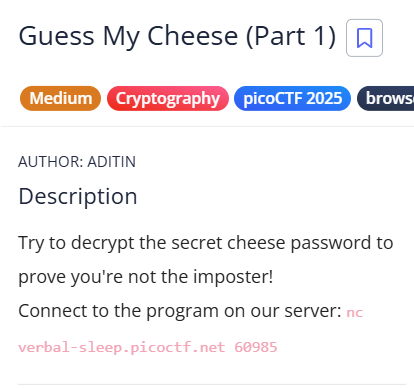 Guess My Cheese (Part 1)
Medium Cryptography picoCTF 2025 brows
AUTHOR: ADITIN
Description
Try to decrypt the secret cheese password to
prove you're not the imposter!
Connect to the program on our server: nc
verbal-sleep.picoctf.net 60985